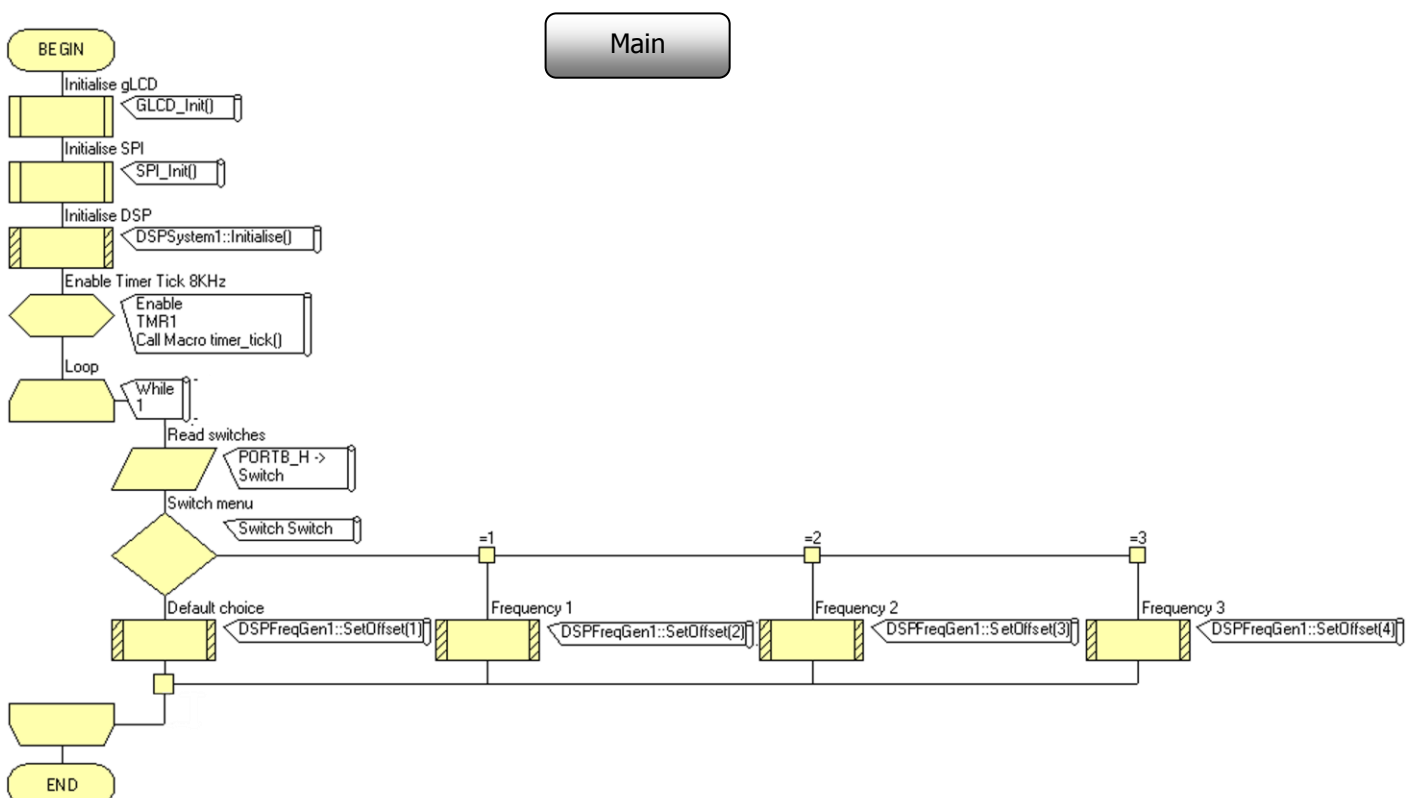 Main
BEGIN
Initialise gLCD
GLCD_Init()
Initialise SPI
SPI_Init()
Initialise DSP
DSPSystem1::Initialise()
Enable Timer Tick 8KHz
Enable
TMR1
Call Macro timer_tick()
Loop
While
1
Read switches
PORTB_H ->
Switch
Switch menu
Switch Switch
=1
=2
=3
Default choice
DSPFreqGen1::SetOffset(1)
Frequency 1
DSPFreqGen1::SetOffset(2)
Frequency 2
DSPFreqGen1::SetOffset(3)
Frequency 3
DSPFreqGen1::SetOffset(4)
END